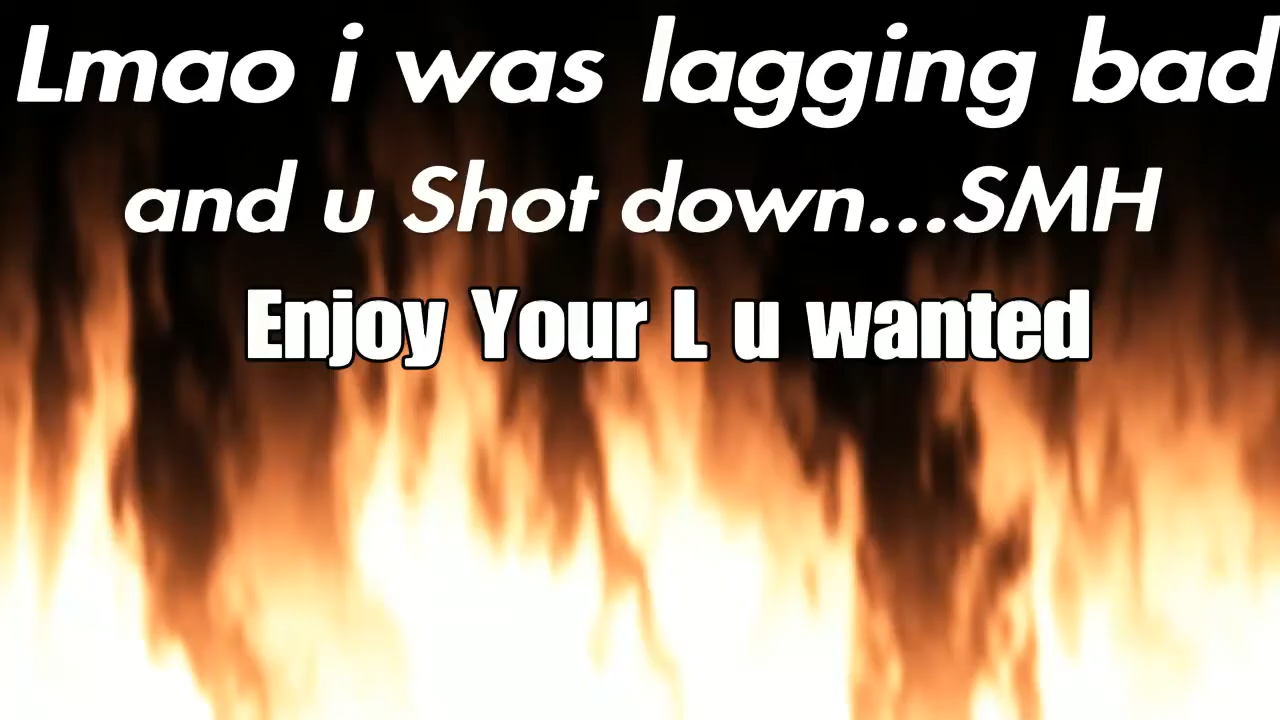 Lmao i was lagging bad
and u Shot down...SMH
Enjoy Your L u wanted